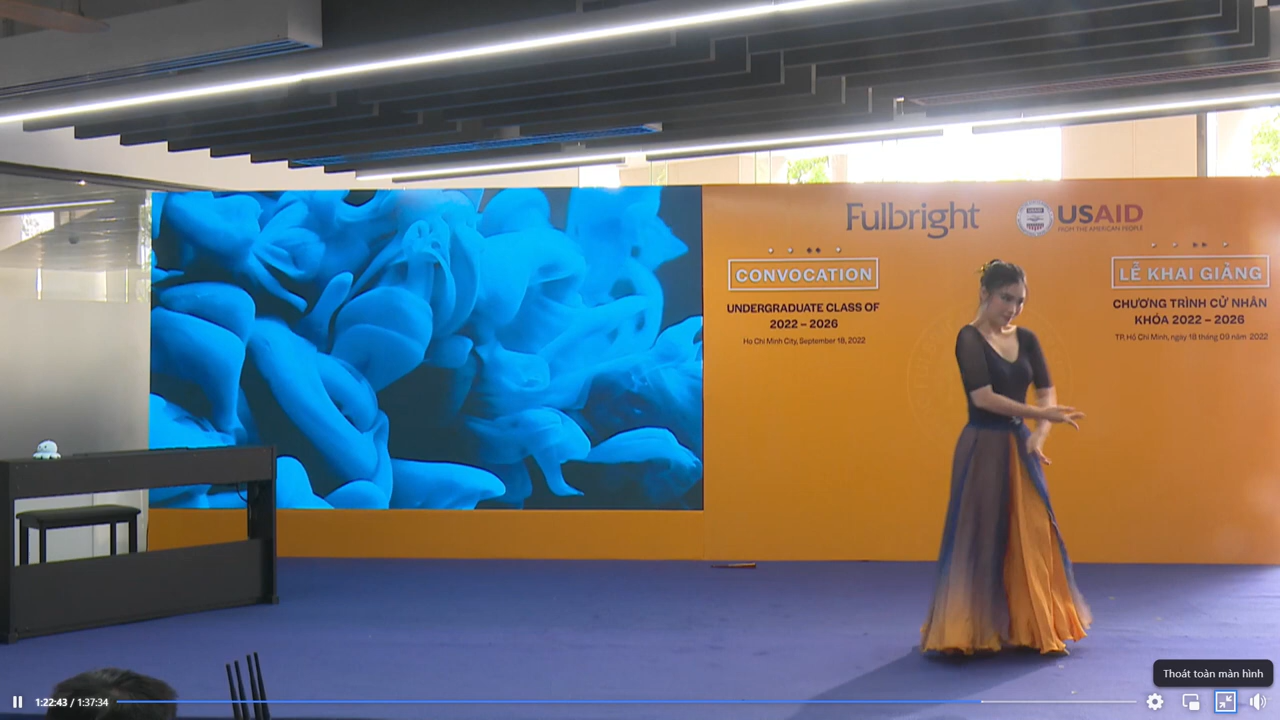 Fulbright
USAID
FROM THE AMERICAN PEOPLE
CONVOCATION
UNDERGRADUATE CLASS OF
2022 – 2026
Ho Chi Minh City, September 18, 2022
LỄ KHAI GIẢNG
CHƯƠNG TRÌNH CỬ NHÂN
KHÓA 2022 – 2026
TP. Hồ Chí Minh, ngày 18 tháng 09 năm 2022
Thoát toàn màn hình
1:22:43 / 1:37:34